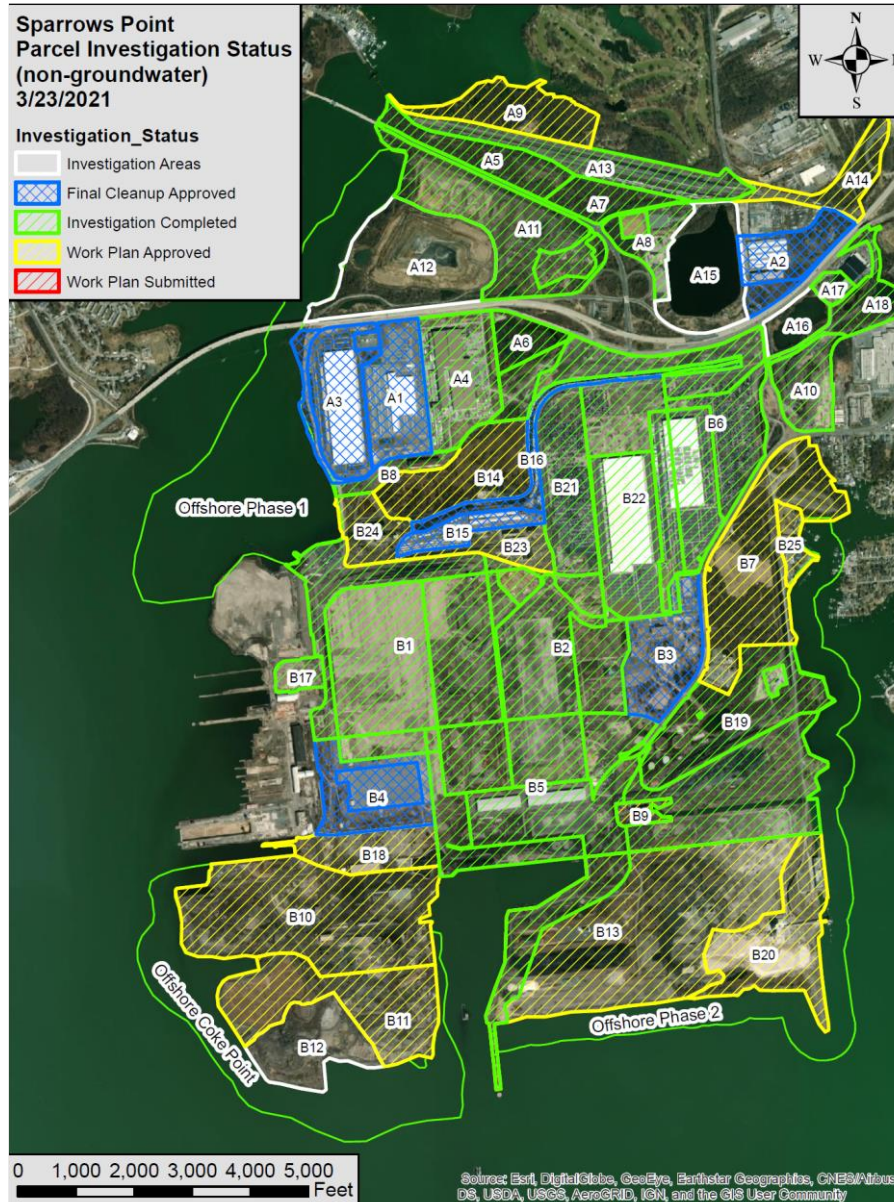 Sparrows Point
Parcel Investigation Status
(non-groundwater)
3/23/2021
Investigation_Status
Investigation Areas
Final Cleanup Approved
Investigation Completed
Work Plan Approved
Work Plan Submitted
N
W
S
A9
A5
A13
A14
A7
A11
A8
A12
A15
A2
A17
A18
A16
A6
A4
A10
A3
A1
B6
B8
B14
B16
B21
B22
Offshore Phase 1
B24
B15
B23
B25
B7
B1
B2
B3
B17
B19
B4
B5
B9
B18
B10
B13
B20
Offshore Coke Point
B11
B12
Offshore Phase 2
0 1,000 2,000 3,000 4,000 5,000
Feet
Source: Esri, DigitalGlobe, GeoEye, Earthstar Geographics, CNES/Airbus
DS, USDA, USGS, AeroGRID, IGN, and the GIS User Community